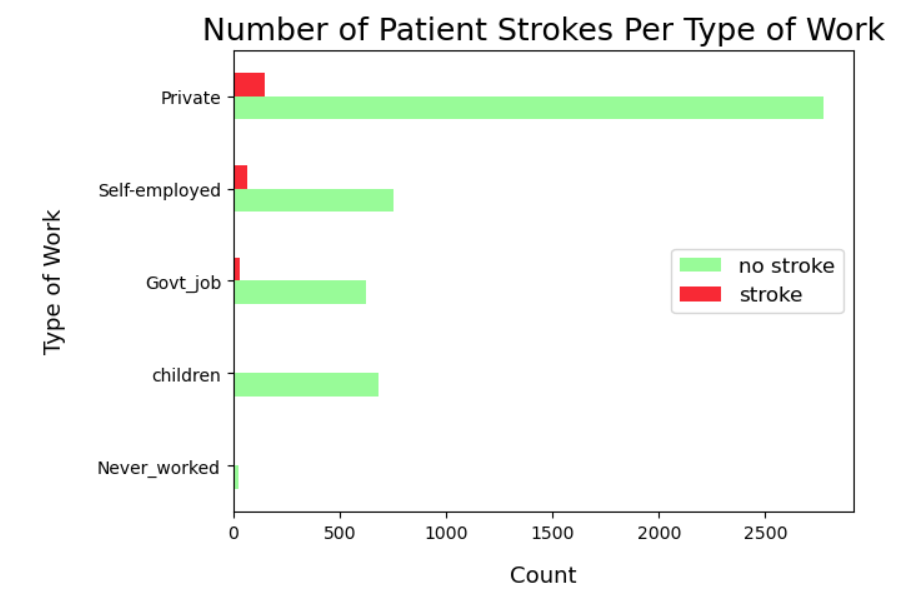 Number of Patient Strokes Per Type of Work
Private
Self-employed
Govt_job
children
Never_worked
Type of Work
no stroke
stroke
0 500 1000 1500 2000 2500
Count